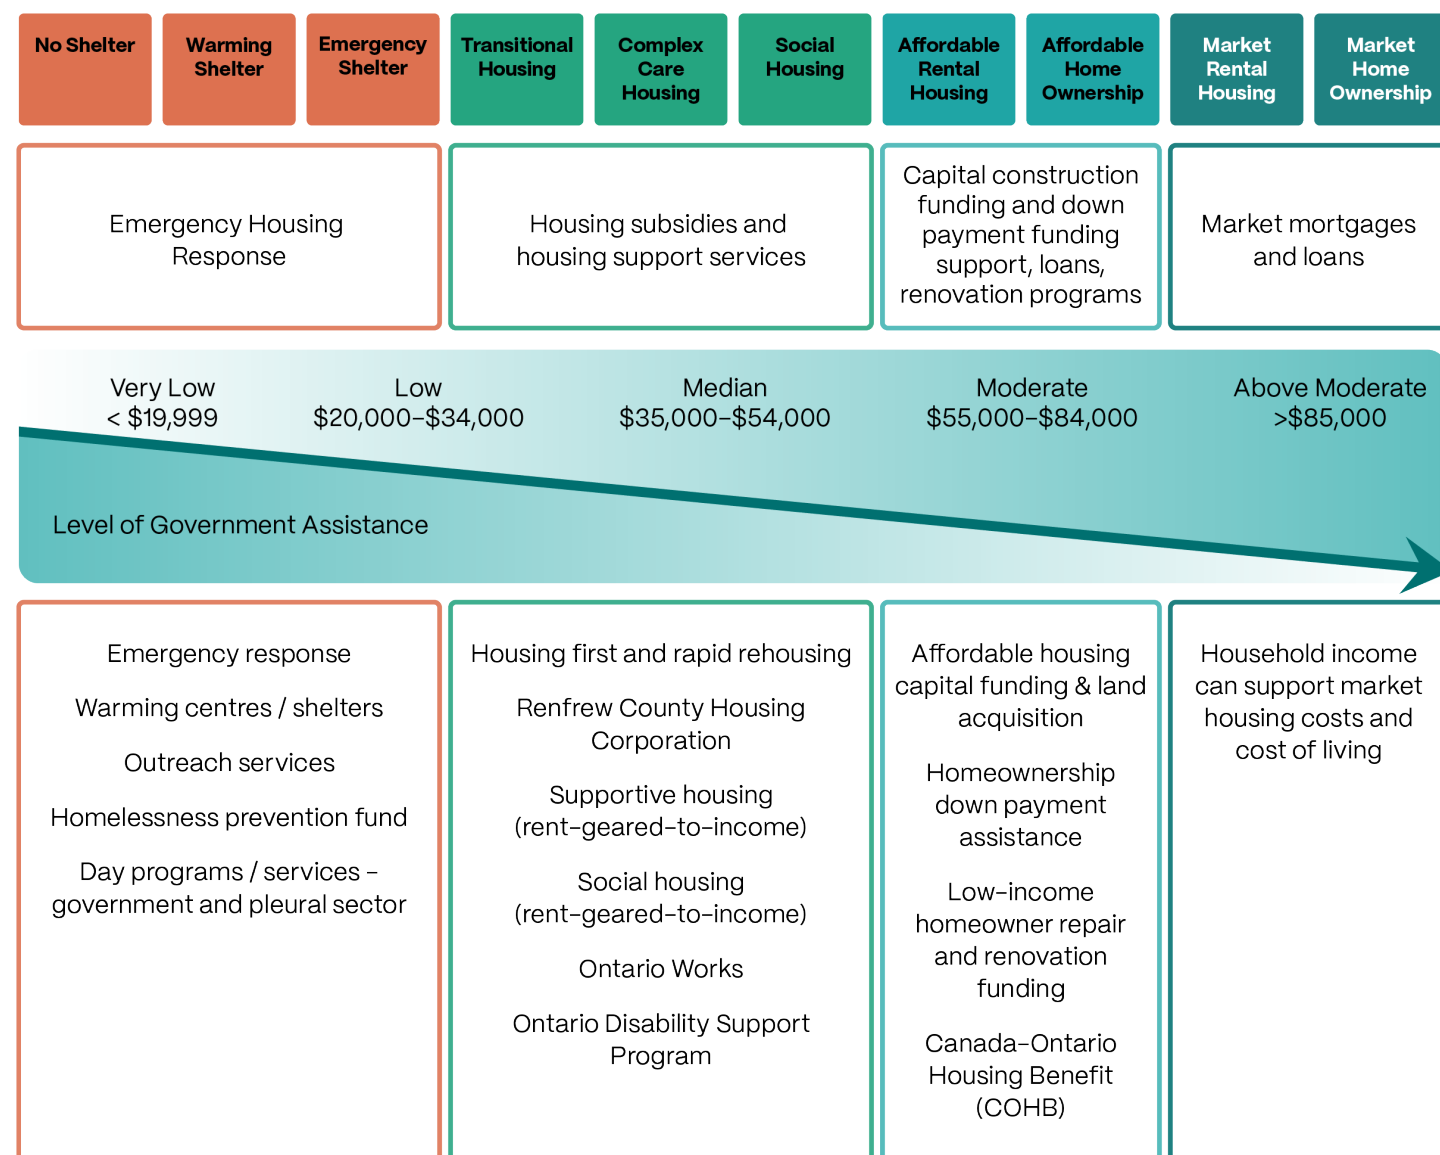 No Shelter
Warming
Shelter
Emergency
Shelter
Transitional
Housing
Complex
Care
Housing
Social
Housing
Affordable
Rental
Housing
Affordable
Home
Ownership
Market
Rental
Housing
Market
Home
Ownership
Emergency Housing
Response
Housing subsidies and
housing support services
Capital construction
funding and down
payment funding
support, loans,
renovation programs
Market mortgages
and loans
Very Low
< $19,999
Low
$20,000–$34,000
Median
$35,000–$54,000
Moderate
$55,000–$84,000
Above Moderate
>$85,000
Level of Government Assistance
Emergency response
Warming centres / shelters
Outreach services
Homelessness prevention fund
Day programs / services –
government and pleural sector
Housing first and rapid rehousing
Renfrew County Housing
Corporation
Supportive housing
(rent-geared-to-income)
Social housing
(rent-geared-to-income)
Ontario Works
Ontario Disability Support
Program
Affordable housing
capital funding & land
acquisition
Homeownership
down payment
assistance
Low-income
homeowner repair
and renovation
funding
Canada-Ontario
Housing Benefit
(COHB)
Household income
can support market
housing costs and
cost of living